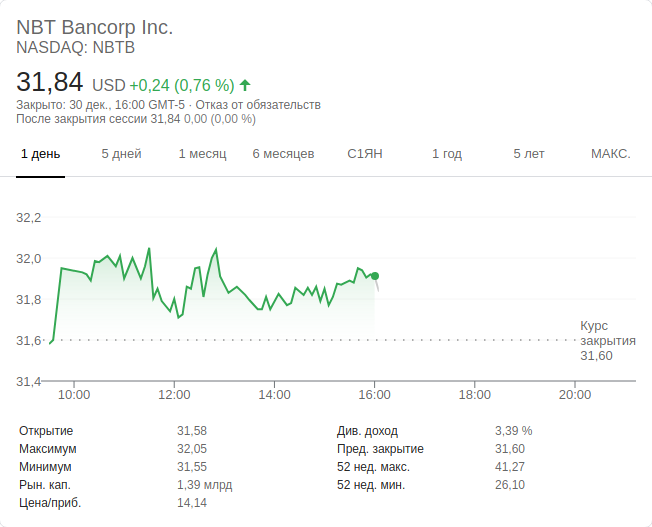 NBT Bancorp Inc.
NASDAQ: NBTB
31,84 USD +0,24 (0,76 %)
Закрыто: 30 дек., 16:00 GMT-5 · Отказ от обязательств
После закрытия сессии 31,84 0,00 (0,00 %)
1 день 5 дней 1 месяц 6 месяцев С1ЯН 1 год 5 лет МАКС.
32,2
32,0
31,8
31,6
31,4
Курс
закрытия
31,60
10:00 12:00 14:00 16:00 18:00 20:00
Открытие 31,58 Див. доход 3,39 %
Максимум 32,05 Пред. закрытие 31,60
Минимум 31,55 52 нед. макс. 41,27
Рын. кап. 1,39 млрд 52 нед. мин. 26,10
Цена/приб. 14,14